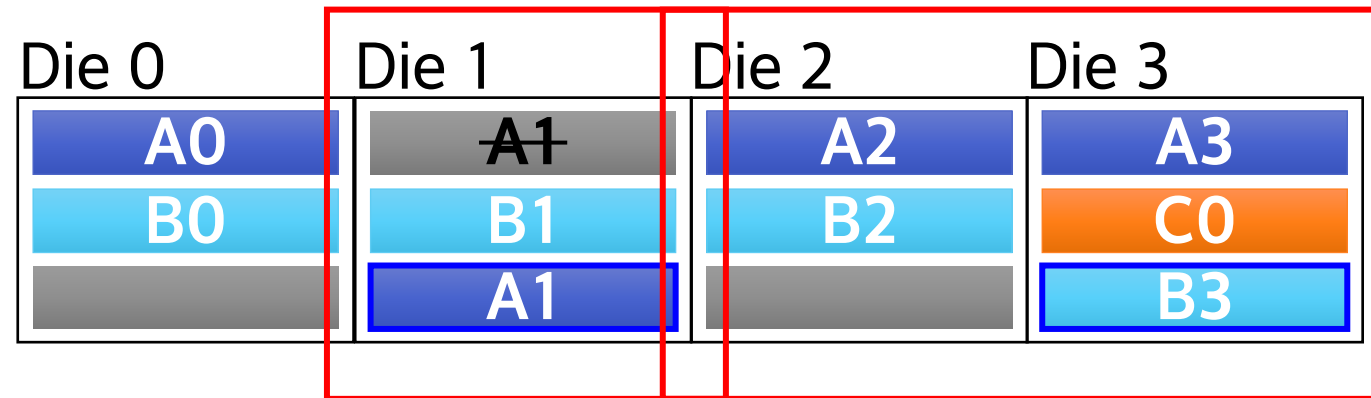 Die 0 Die 1 Die 2 Die 3
A0 A1 A2 A3
B0 B1 B2 C0
A1 B3